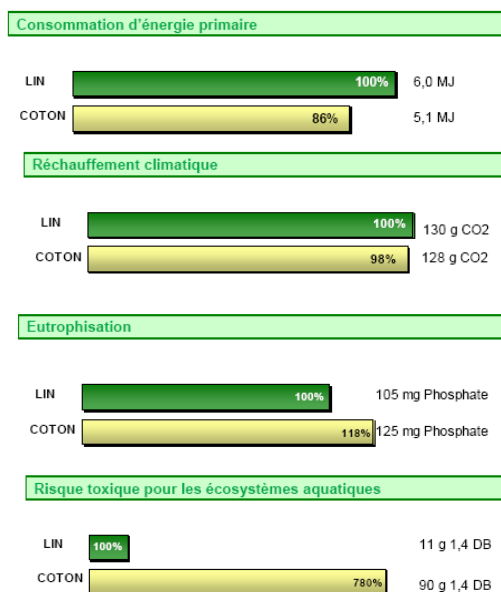 Consommation d'énergie primaire
LIN 100% 6,0 MJ
COTON 86% 5,1 MJ
Réchauffement climatique
LIN 100% 130 g CO2
COTON 98% 128 g CO2
Eutrophisation
LIN 100% 105 mg Phosphate
COTON 118% 125 mg Phosphate
Risque toxique pour les écosystèmes aquatiques
LIN 100% 11 g 1,4 DB
COTON 780% 90 g 1,4 DB